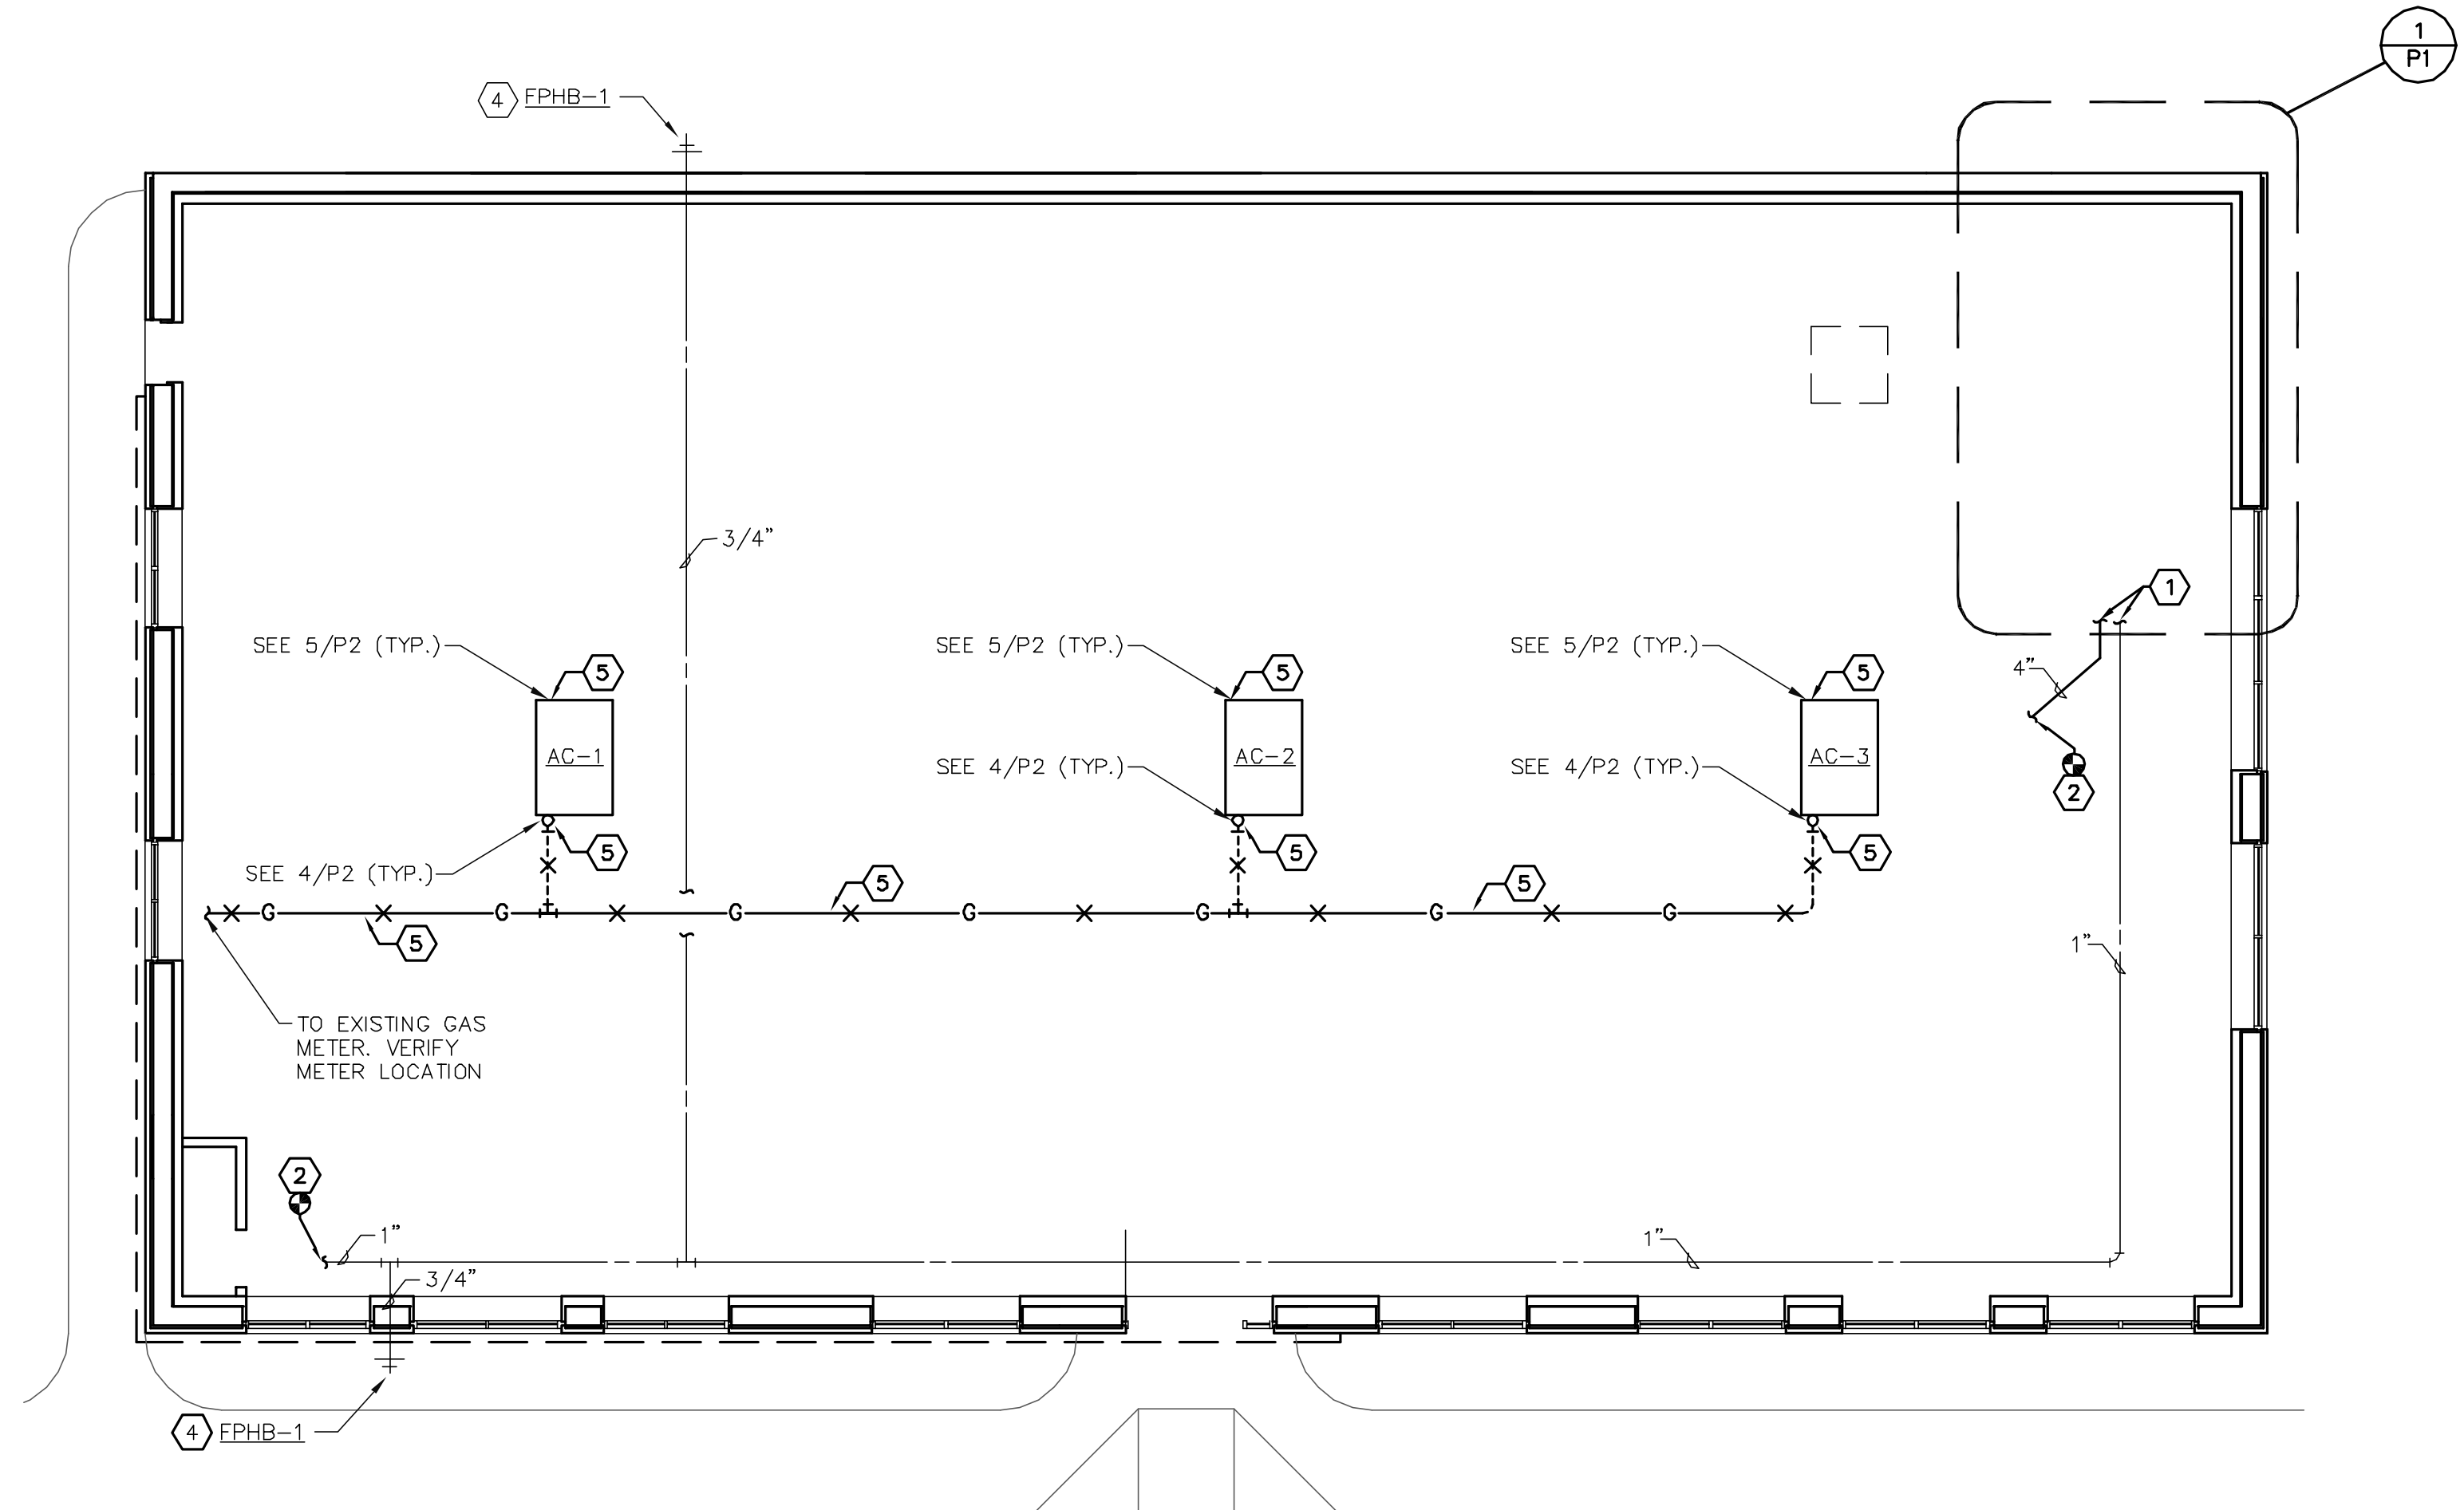 1
P1
4 FPHB-1
3/4"
1
SEE 5/P2 (TYP.)
5
SEE 5/P2 (TYP.)
5
SEE 5/P2 (TYP.)
5
4"
AC-1
SEE 4/P2 (TYP.)
AC-2
SEE 4/P2 (TYP.)
AC-3
2
5
5
5
SEE 4/P2 (TYP.)
5
5
G G G G G G G
5
1"
TO EXISTING GAS
METER. VERIFY
METER LOCATION
2
1"
1"
3/4"
4 FPHB-1